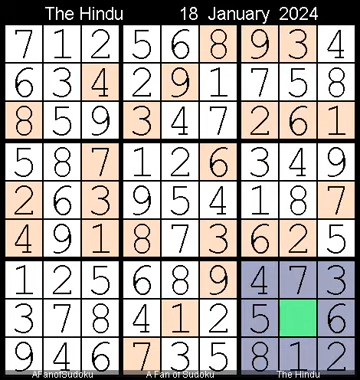 The Hindu 18 January 2024
7 1 2 5 6 8 9 3 4
6 3 4 2 9 1 7 5 8
8 5 9 3 4 7 2 6 1
5 8 7 1 2 6 3 4 9
2 6 3 9 5 4 1 8 7
4 9 1 8 7 3 6 2 5
1 2 5 6 8 9 4 7 3
3 7 8 4 1 2 5 6
9 4 6 7 3 5 8 1 2
AFanofSudoku A Fan of Sudoku The Hindu